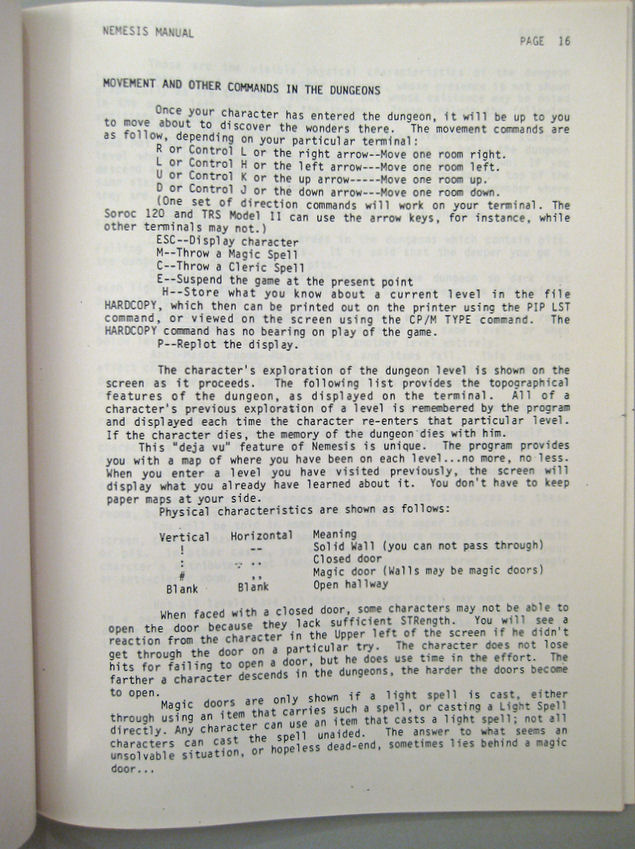 NEMESIS MANUAL
PAGE 16
MOVEMENT AND OTHER COMMANDS IN THE DUNGEONS
Once your character has entered the dungeon, it will be up to you
to move about to discover the wonders there. The movement commands are
as follow, depending on your particular terminal:
R or Control L or the right arrow--Move one room right.
L or Control H or the left arrow---Move one room left.
U or Control K or the up arrow-----Move one room up.
D or Control J or the down arrow---Move one room down.
(One set of direction commands will work on your terminal. The
Soroc 120 and TRS Model II can use the arrow keys, for instance, while
other terminals may not.)
ESC--Display character
M--Throw a Magic Spell
C--Throw a Cleric Spell
E--Suspend the game at the present point
H--Store what you know about a current level in the file
HARDCOPY, which then can be printed out on the printer using the PIP LST
command, or viewed on the screen using the CP/M TYPE command. The
HARDCOPY command has no bearing on play of the game.
P--Replot the display.
The character's exploration of the dungeon level is shown on the
screen as it proceeds. The following list provides the topographical
features of the dungeon, as displayed on the terminal. All of a
character's previous exploration of a level is remembered by the program
and displayed each time the character re-enters that particular level.
If the character dies, the memory of the dungeon dies with him.
This "deja vu" feature of Nemesis is unique. The program provides
you with a map of where you have been on each level...no more, no less.
When you enter a level you have visited previously, the screen will
display what you already have learned about it. You don't have to keep
paper maps at your side.
Physical characteristics are shown as follows:
Vertical Horizontal Meaning
! -- Solid Wall (you can not pass through)
: .. .. Closed door
# ,, Magic door (Walls may be magic doors)
Blank Blank Open hallway
When faced with a closed door, some characters may not be able to
open the door because they lack sufficient STRength. You will see a
reaction from the character in the Upper left of the screen if he didn't
get through the door on a particular try. The character does not lose
hits for failing to open a door, but he does use time in the effort. The
farther a character descends in the dungeons, the harder the doors become
to open.
Magic doors are only shown if a light spell is cast, either
through using an item that carries such a spell, or casting a Light Spell
directly. Any character can use an item that casts a light spell; not all
characters can cast the spell unaided. The answer to what seems an
unsolvable situation, or hopeless dead-end, sometimes lies behind a magic
door...